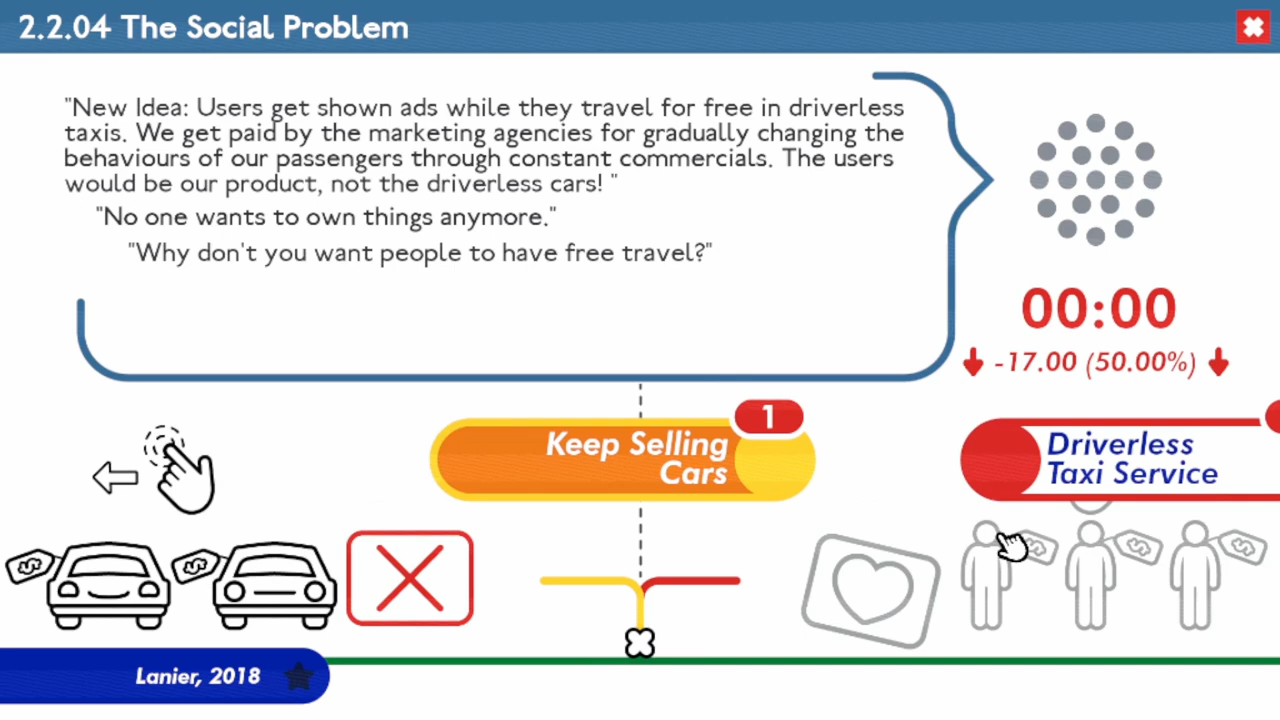 2.2.04 The Social Problem
"New Idea: Users get shown ads while they travel for free in driverless
taxis. We get paid by the marketing agencies for gradually changing the
behaviours of our passengers through constant commercials. The users
would be our product, not the driverless cars! "
"No one wants to own things anymore."
"Why don't you want people to have free travel?"
00:00
-17.00 (50.00%)
1
Keep Selling
Cars
Driverless
Taxi Service
$ $ $ $ $
Lanier, 2018